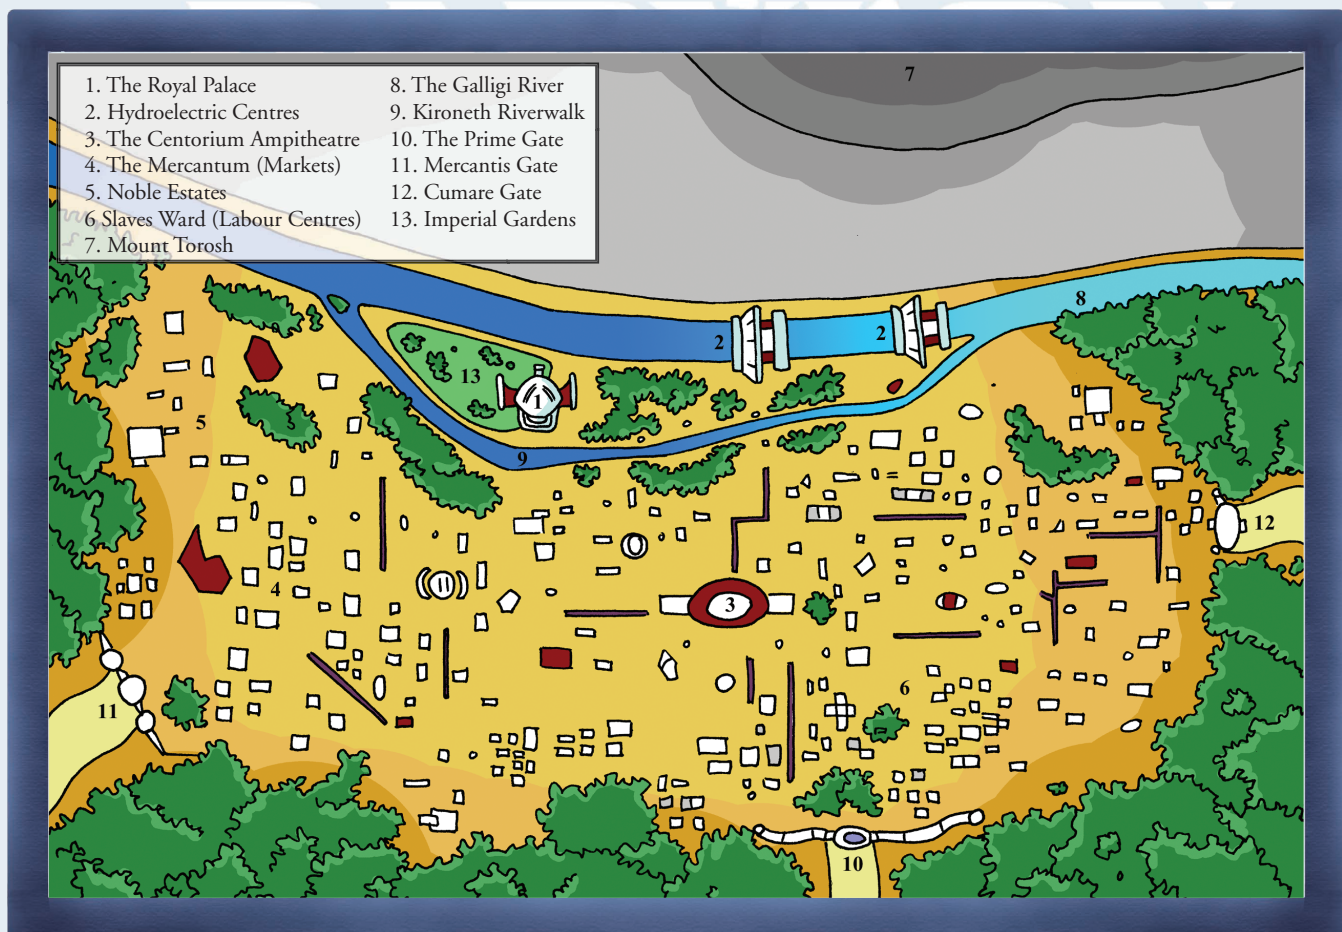 1. The Royal Palace
2. Hydroelectric Centres
3. The Centorium Ampitheatre
4. The Mercantum (Markets)
5. Noble Estates
6 Slaves Ward (Labour Centres)
7. Mount Torosh
8. The Galligi River
9. Kironeth Riverwalk
10. The Prime Gate
11. Mercantis Gate
12. Cumare Gate
13. Imperial Gardens
7
8
2
2
13
1
5
9
12
4
3
6
11
10